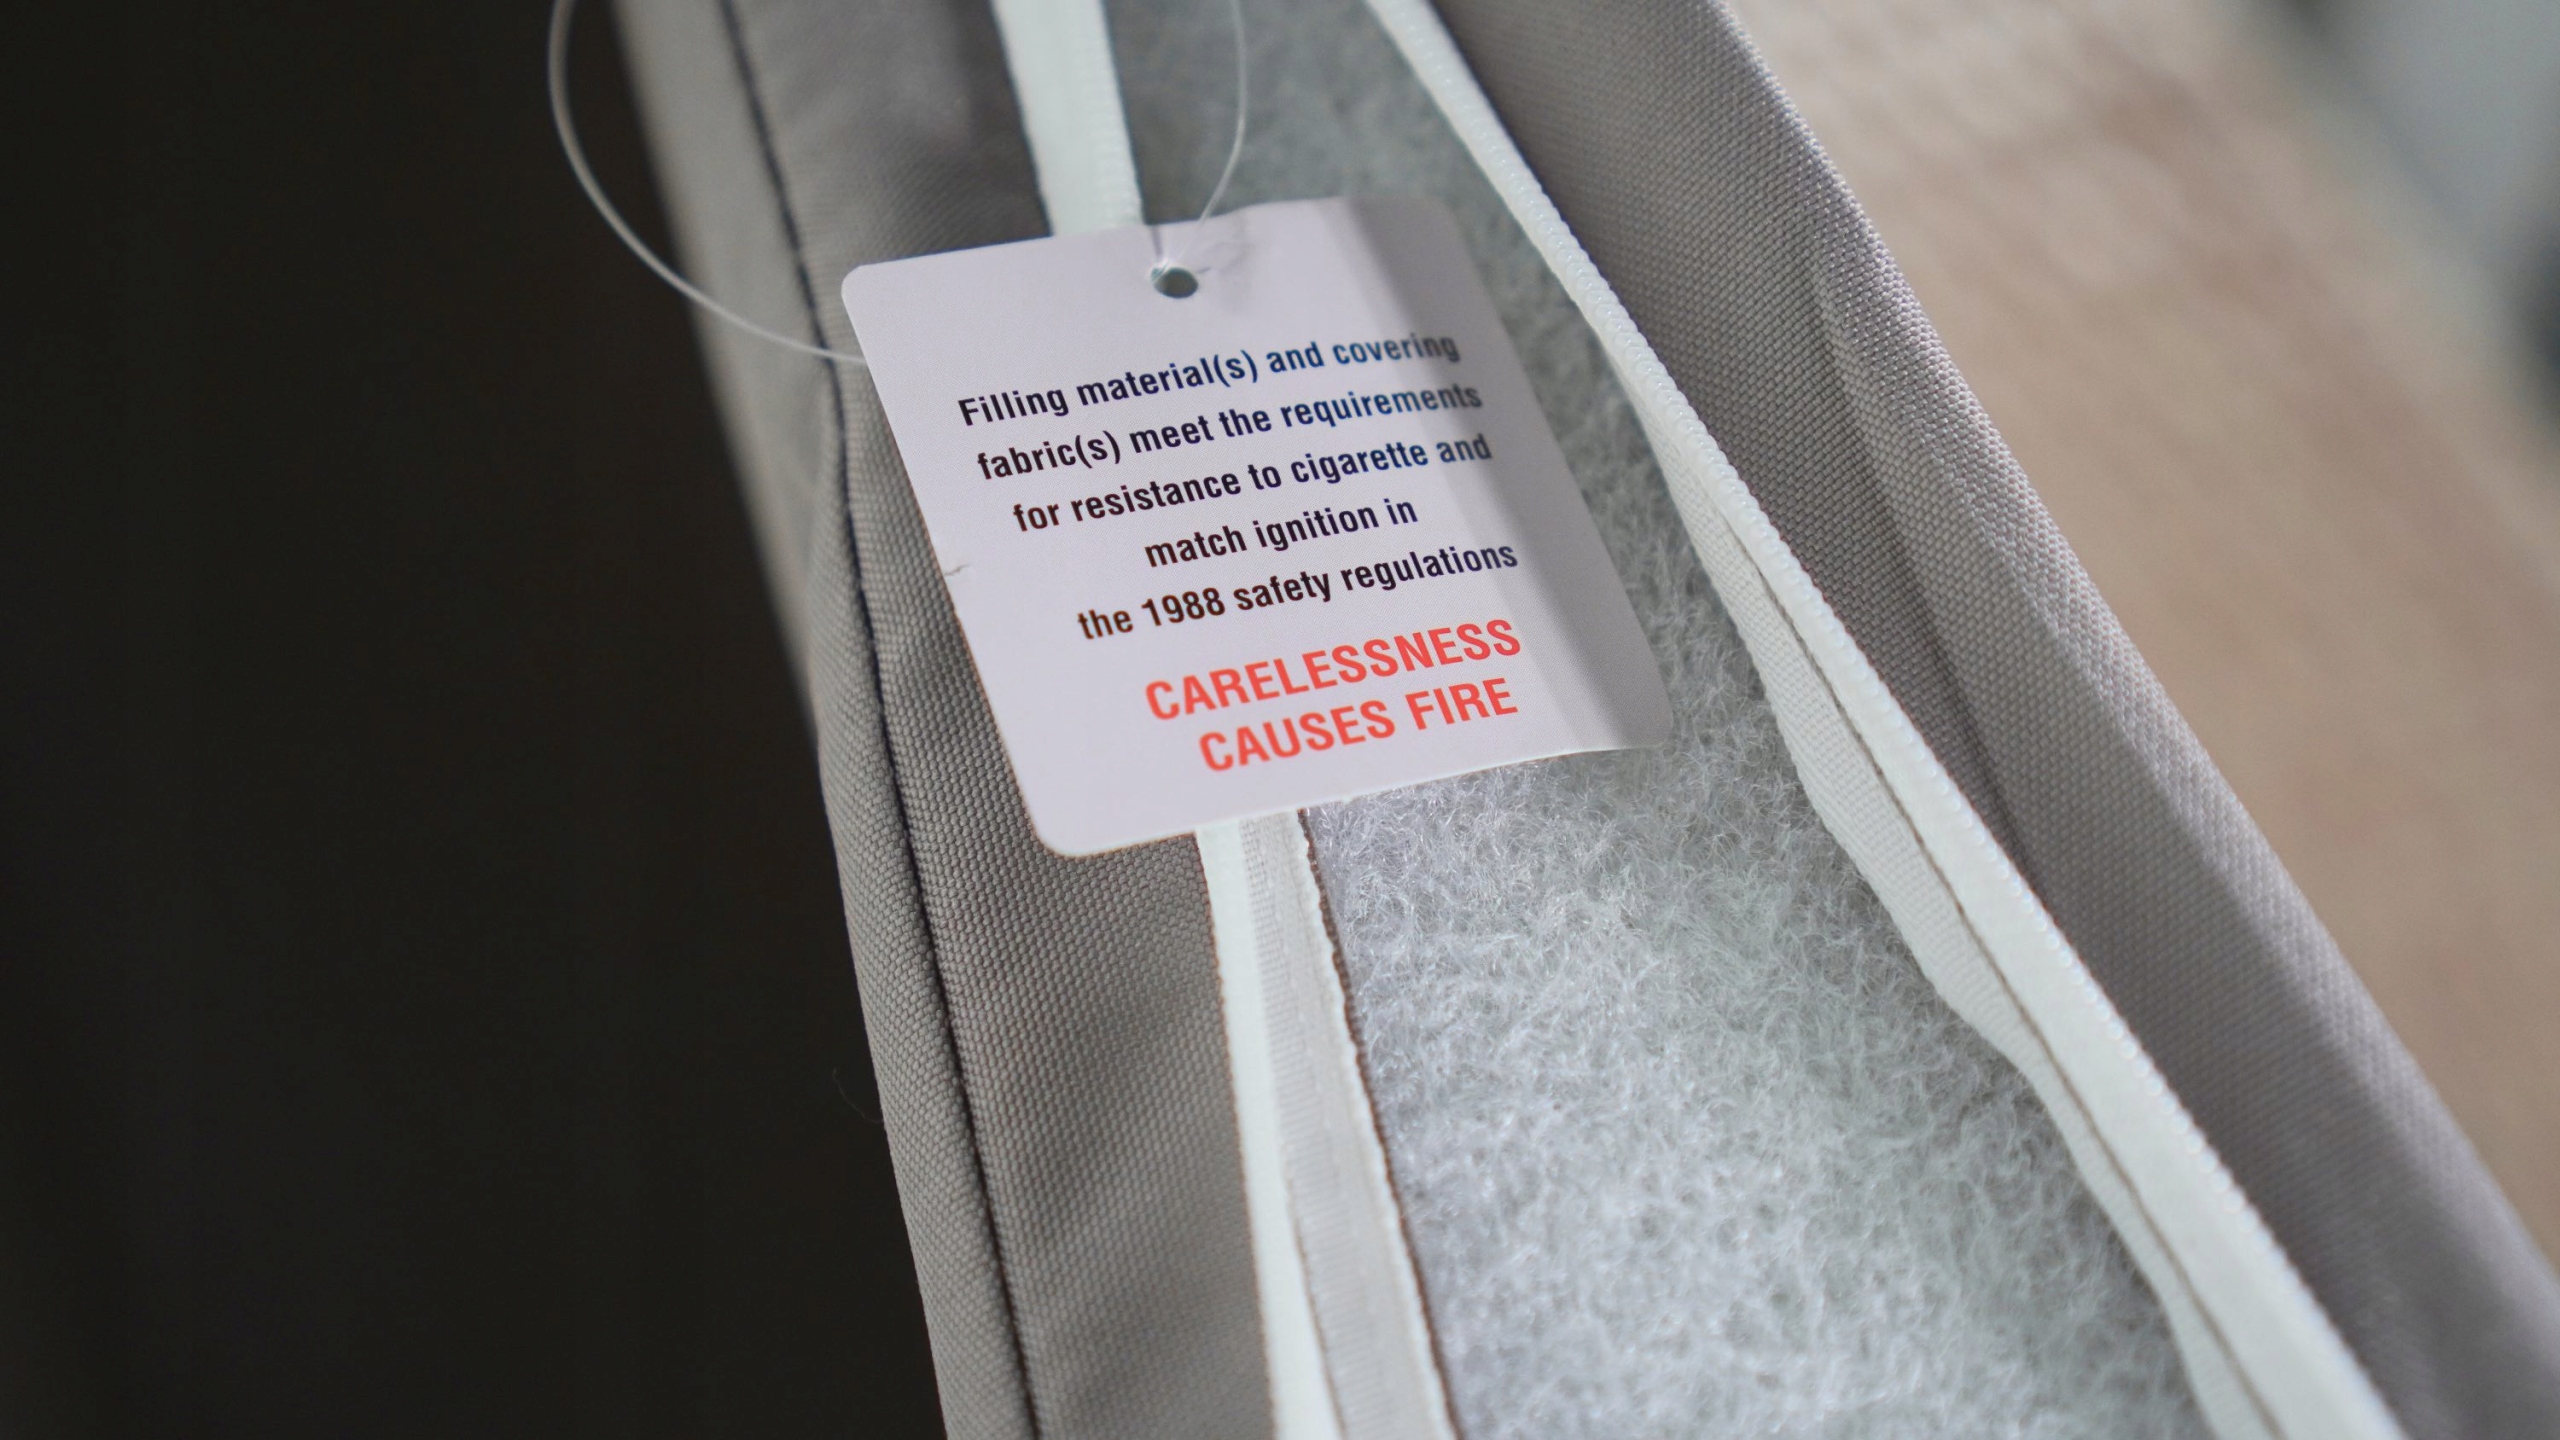 Filling material(s) and covering
fabric(s) meet the requirements
for resistance to cigarette and
match ignition in
the 1988 safety regulations
CARELESSNESS
CAUSES FIRE